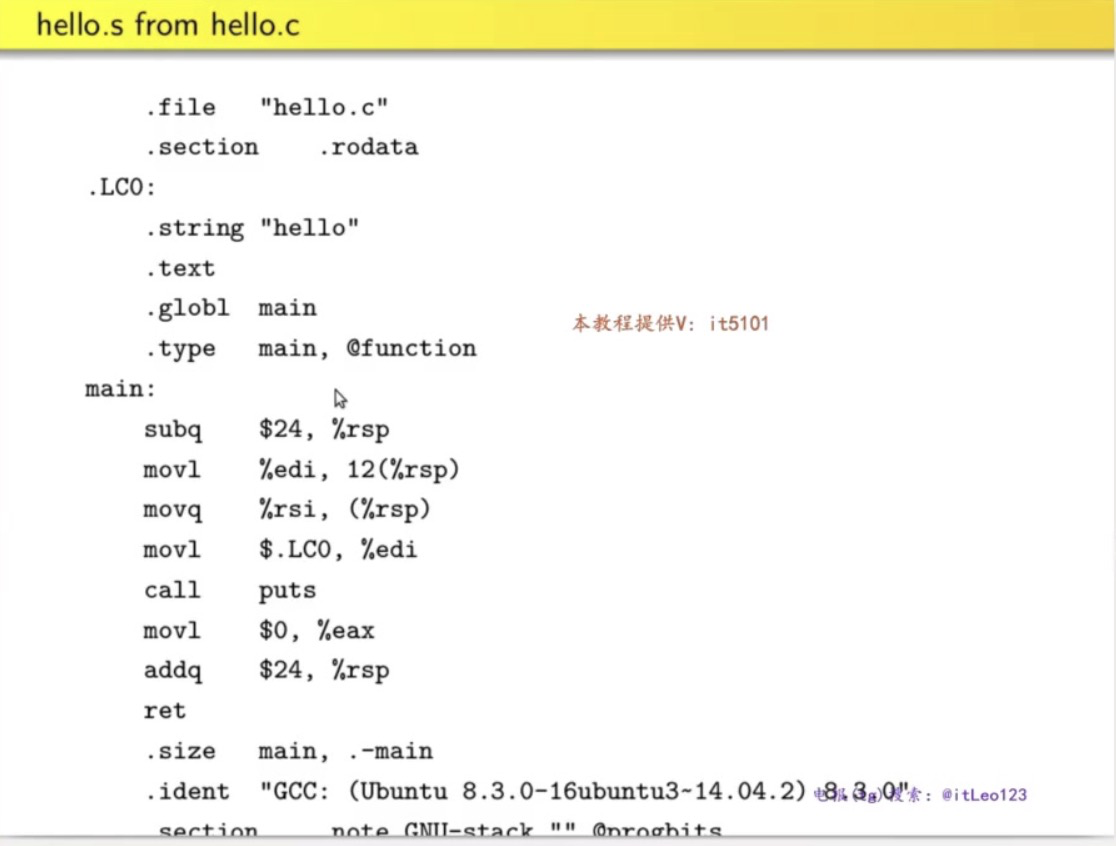 hello.s from hello.c
.file "hello.c"
.section .rodata
.LC0:
.string "hello"
.text
.globl main
本教程提供V: it5101
.type main, @function
main:
subq $24, %rsp
movl %edi, 12(%rsp)
movq %rsi, (%rsp)
movl $.LC0, %edi
call puts
movl $0, %eax
addq $24, %rsp
ret
.size main, .-main
.ident "GCC: (Ubuntu 8.3.0-16ubuntu3~14.04.2) 8.3.0"
电报(tg)搜索: @itLeo123
.section .note.GNU-stack,"",@progbits